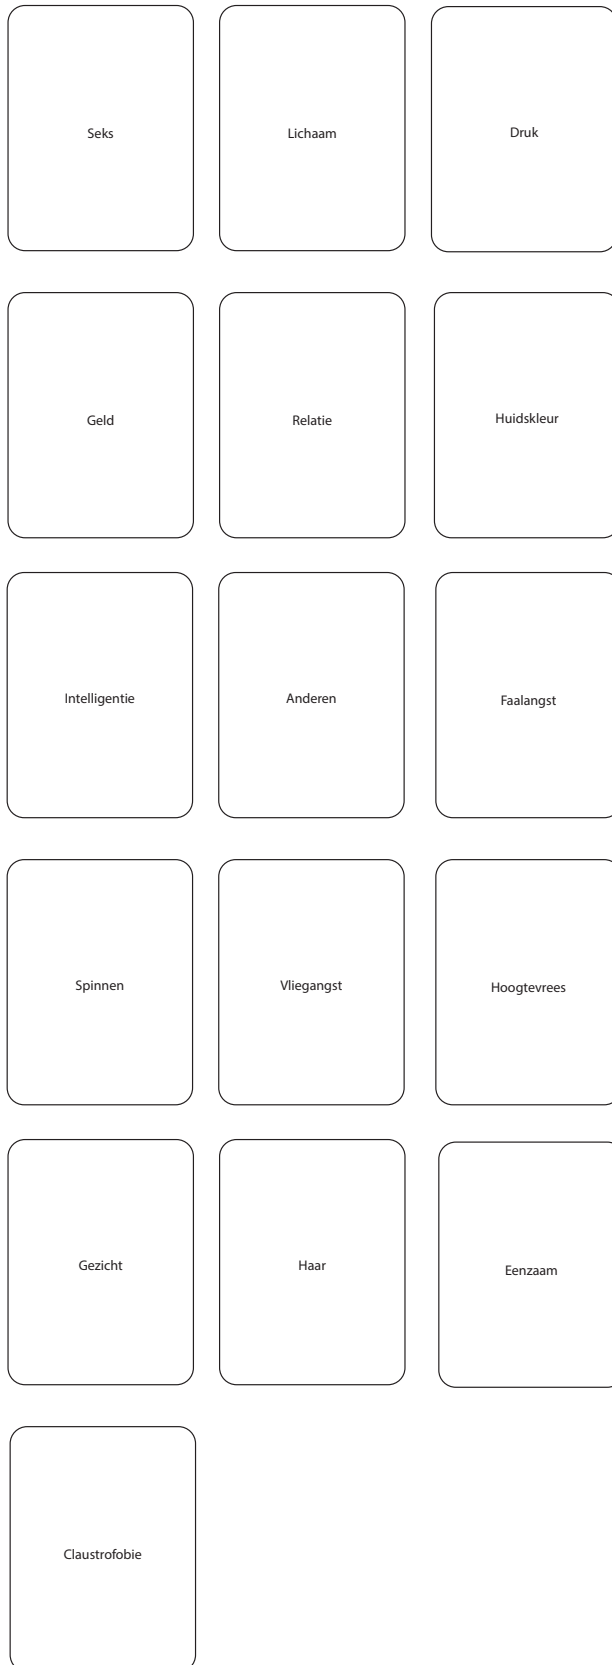 Seks
Lichaam
Druk
Geld
Relatie
Huidskleur
Intelligentie
Anderen
Faalangst
Spinnen
Vliegangst
Hoogtevrees
Gezicht
Haar
Eenzaam
Claustrofobie